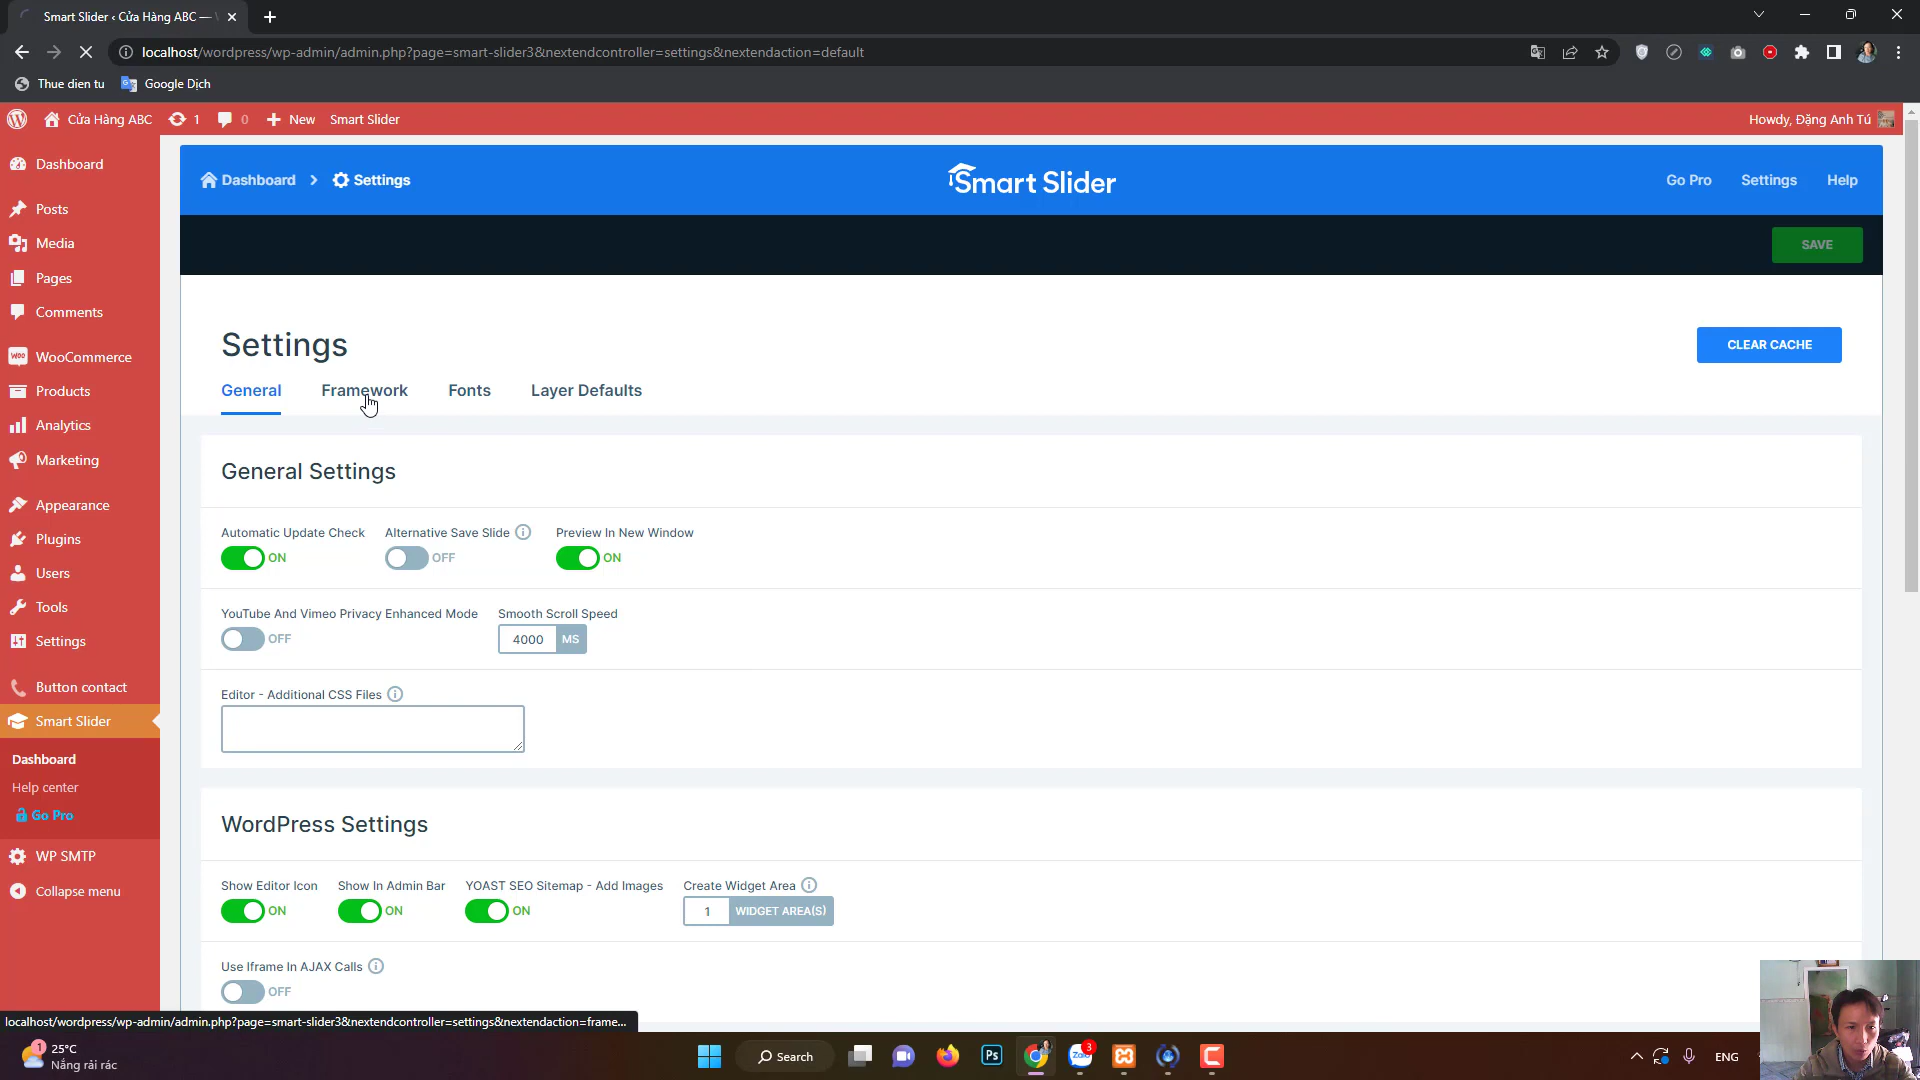 Smart Slider ‹ Cửa Hàng ABC —
localhost/wordpress/wp-admin/admin.php?page=smart-slider3&nextendcontroller=settings&nextendaction=default
Thue dien tu
Google Dịch
Cửa Hàng ABC
1
0
New
Smart Slider
Howdy, Đặng Anh Tú
Dashboard
Posts
Media
Pages
Comments
WooCommerce
Products
Analytics
Marketing
Appearance
Plugins
Users
Tools
Settings
Button contact
Smart Slider
Dashboard
Help center
Go Pro
WP SMTP
Collapse menu
Dashboard
Settings
Smart Slider
Go Pro
Settings
Help
SAVE
Settings
CLEAR CACHE
General
Framework
Fonts
Layer Defaults
General Settings
Automatic Update Check
Alternative Save Slide
Preview In New Window
ON
OFF
ON
YouTube And Vimeo Privacy Enhanced Mode
Smooth Scroll Speed
OFF
4000
MS
Editor - Additional CSS Files
WordPress Settings
Show Editor Icon
Show In Admin Bar
YOAST SEO Sitemap - Add Images
Create Widget Area
ON
ON
ON
1
WIDGET AREA(S)
Use Iframe In AJAX Calls
OFF
localhost/wordpress/wp-admin/admin.php?page=smart-slider3&nextendcontroller=settings&nextendaction=frame...
1
25°C
Nắng rải rác
Search
Ps
Zalo
3
ENG